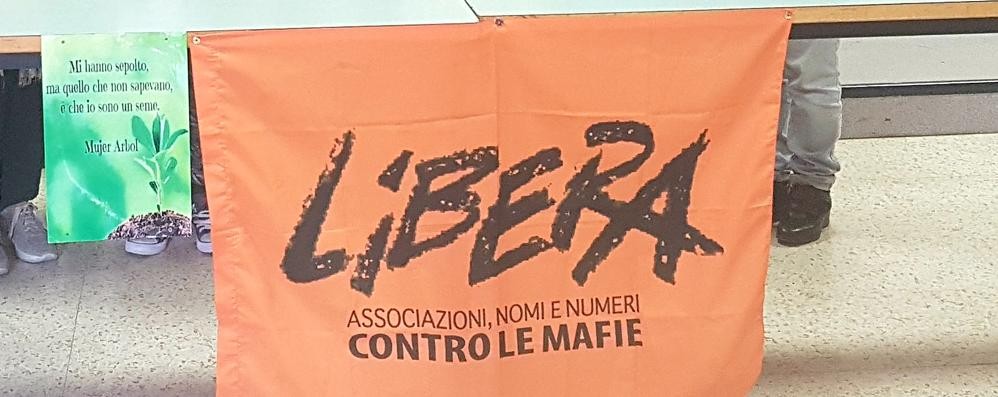 Mi hanno sepolto,
ma quello che non sapevano,
è che io sono un seme.
Mujer Arbol
LiBERA
ASSOCIAZIONI, NOMI E NUMERI
CONTRO LE MAFIE